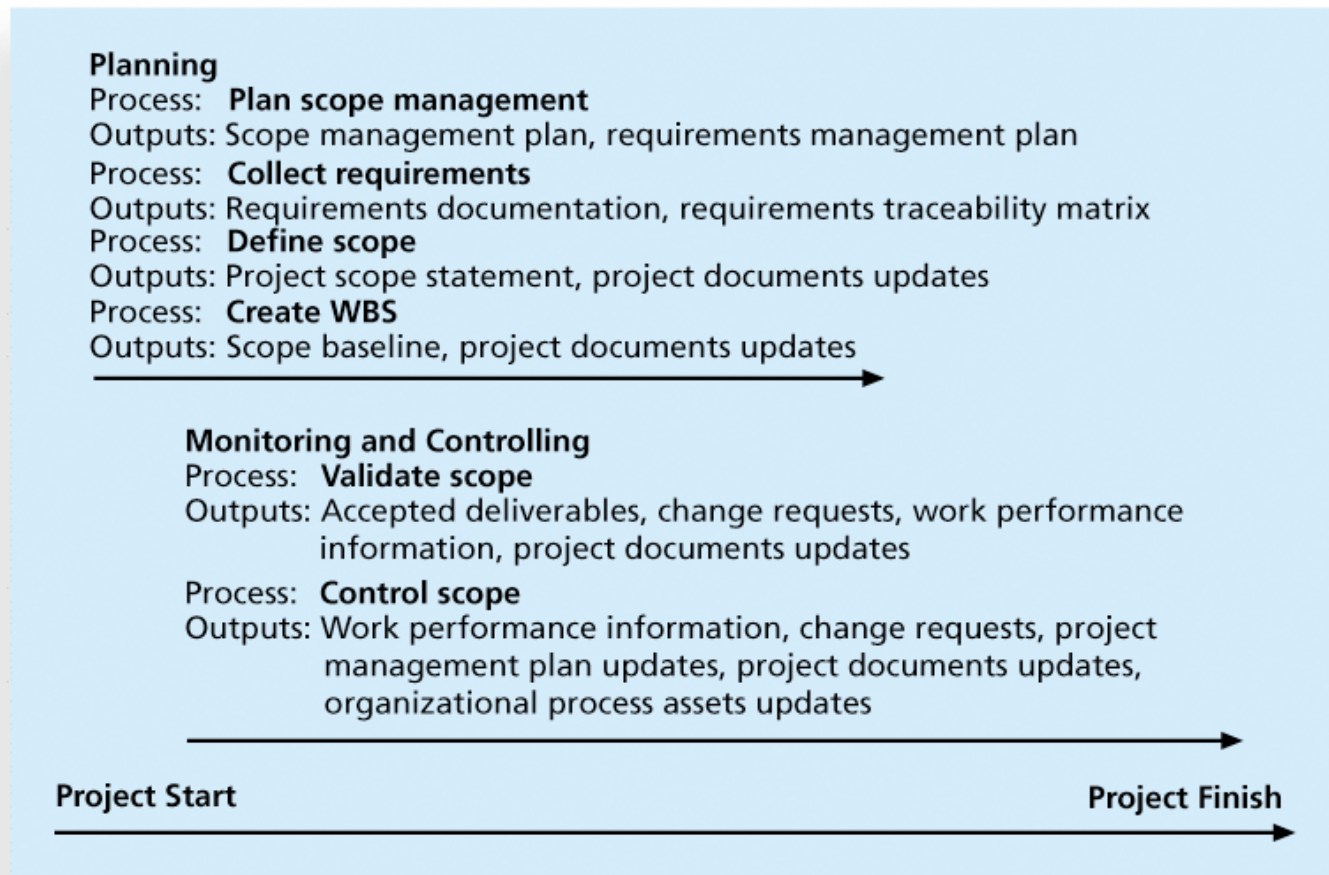 Planning
Process: Plan scope management
Outputs: Scope management plan, requirements management plan
Process: Collect requirements
Outputs: Requirements documentation, requirements traceability matrix
Process: Define scope
Outputs: Project scope statement, project documents updates
Process: Create WBS
Outputs: Scope baseline, project documents updates
Monitoring and Controlling
Process: Validate scope
Outputs: Accepted deliverables, change requests, work performance
information, project documents updates
Process: Control scope
Outputs: Work performance information, change requests, project
management plan updates, project documents updates,
organizational process assets updates
Project Start Project Finish